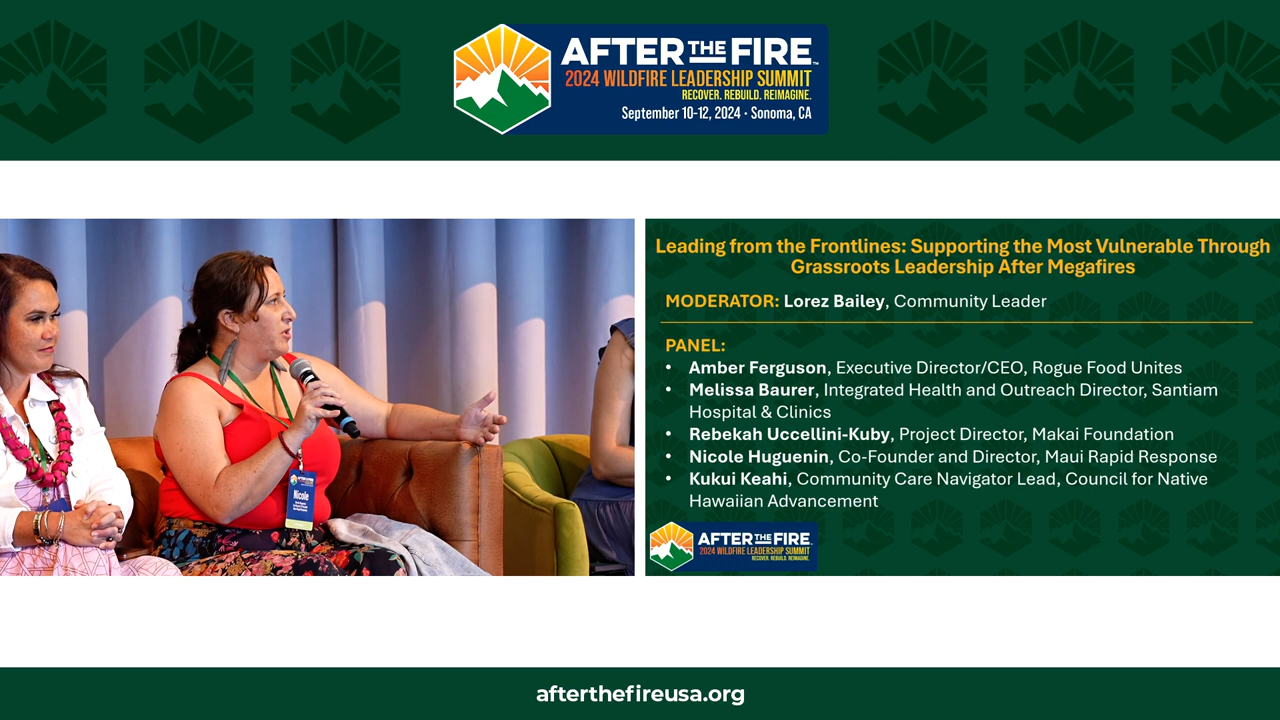 AFTER THE FIRE™
2024 WILDFIRE LEADERSHIP SUMMIT
RECOVER. REBUILD. REIMAGINE.
September 10-12, 2024 · Sonoma, CA
Leading from the Frontlines: Supporting the Most Vulnerable Through
Grassroots Leadership After Megafires
MODERATOR: Lorez Bailey, Community Leader
PANEL:
• Amber Ferguson, Executive Director/CEO, Rogue Food Unites
• Melissa Baurer, Integrated Health and Outreach Director, Santiam
Hospital & Clinics
• Rebekah Uccellini-Kuby, Project Director, Makai Foundation
• Nicole Huguenin, Co-Founder and Director, Maui Rapid Response
• Kukui Keahi, Community Care Navigator Lead, Council for Native
Hawaiian Advancement
Nicole
AFTER THE FIRE
2024 WILDFIRE LEADERSHIP SUMMIT
RECOVER. REBUILD. REIMAGINE.
afterthefireusa.org